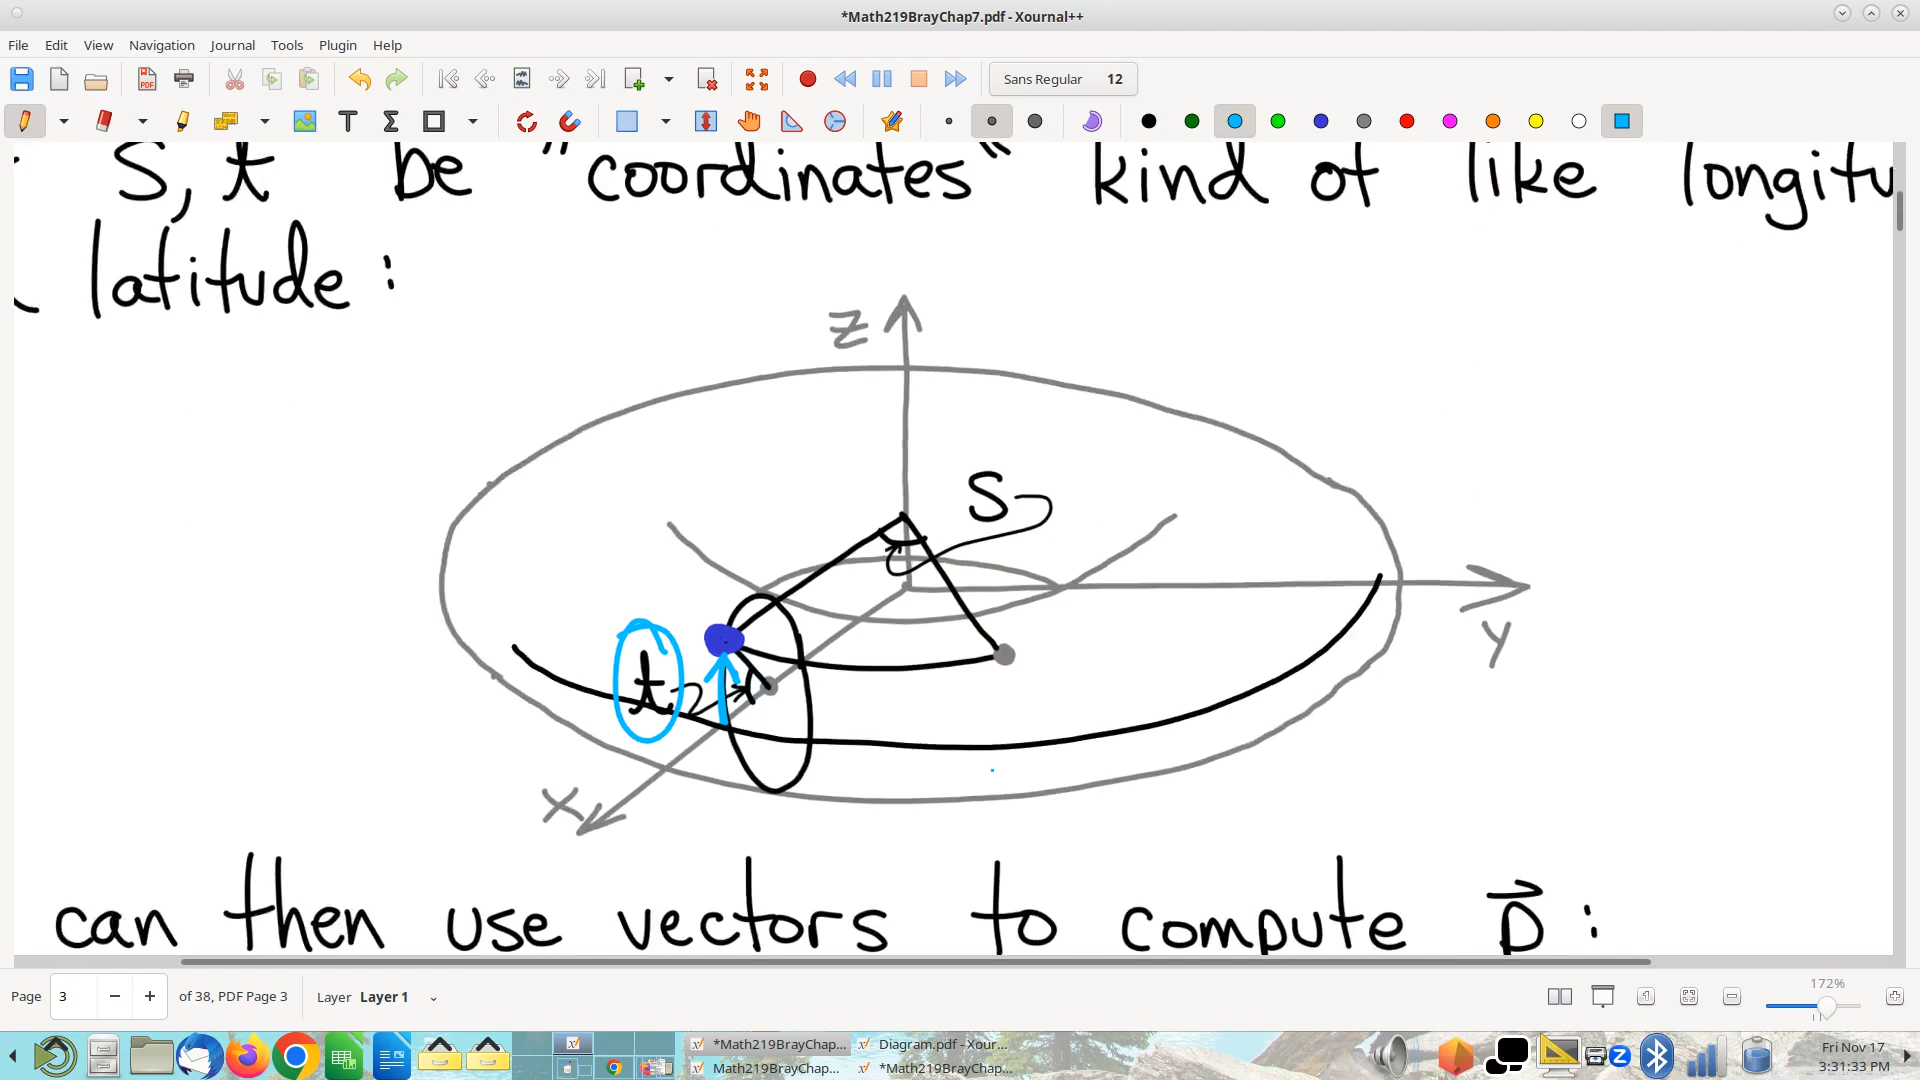 *Math219BrayChap7.pdf - Xournal++
File Edit View Navigation Journal Tools Plugin Help
Sans Regular 12
S, t be "coordinates" kind of like longitu
latitude :
z
S
t
y
x
can then use vectors to compute D :
Page 3 of 38, PDF Page 3 Layer Layer 1 172%
*Math219BrayChap... Diagram.pdf - Xour... Fri Nov 17
Math219BrayChap... *Math219BrayChap... 3:31:33 PM